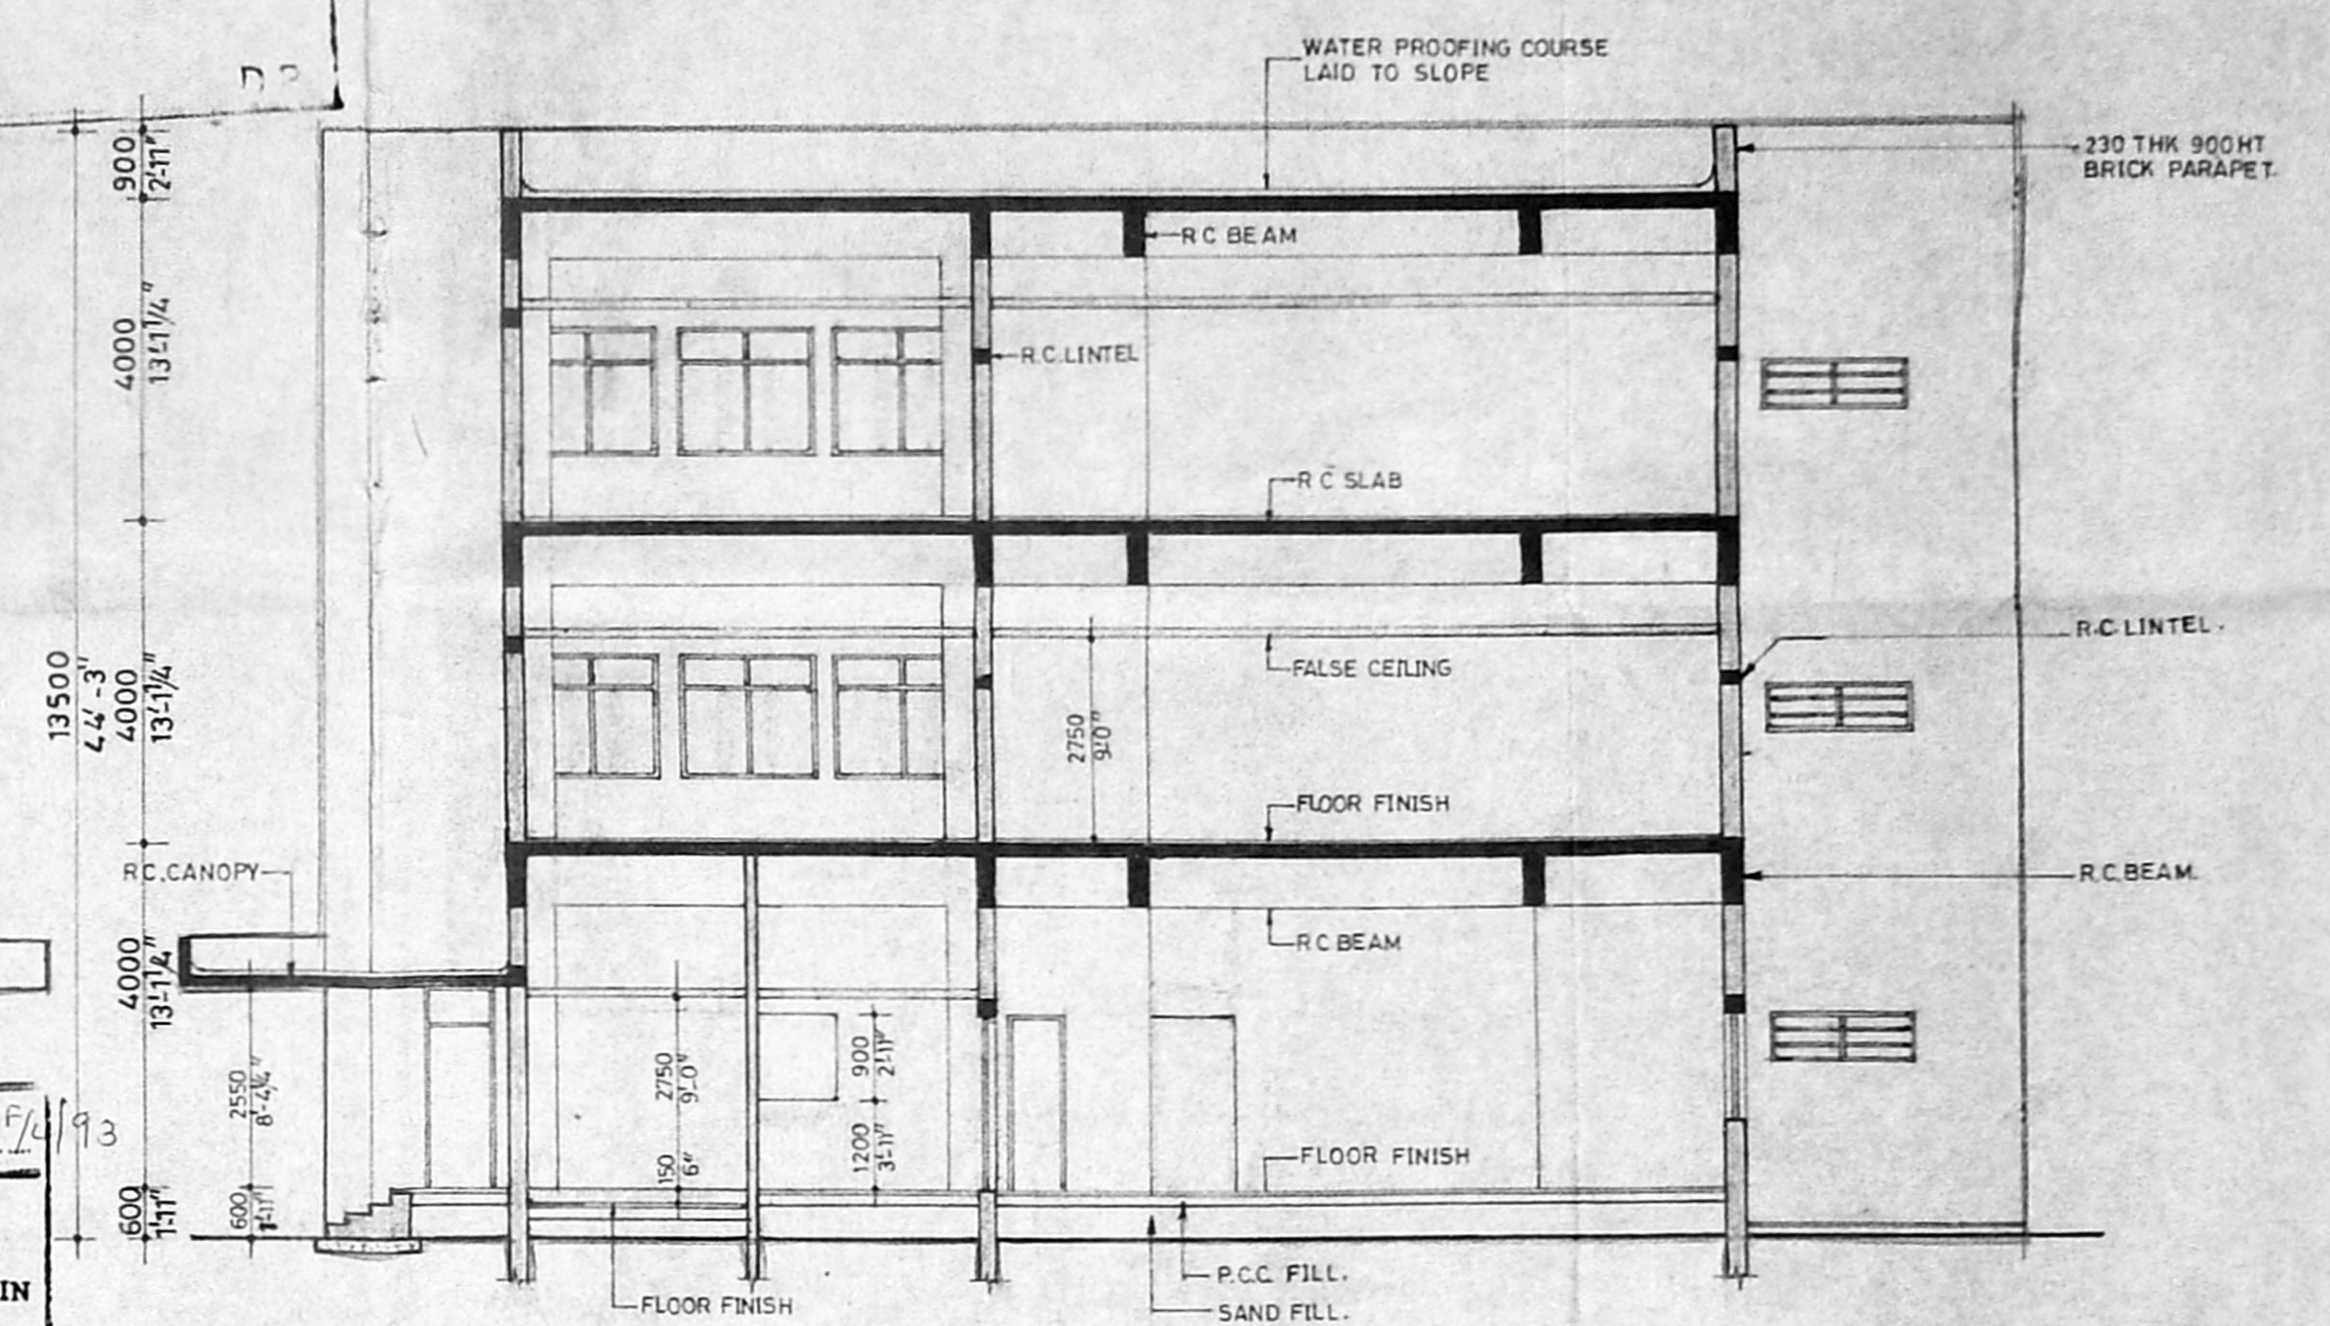 WATER PROOFING COURSE
LAID TO SLOPE
230 THK 900HT
BRICK PARAPET.
900
2'-11"
R C BEAM
4000
13'-1 1/4"
R.C.LINTEL
R C SLAB
R.C.LINTEL.
13500
44'-3"
4000
13'-1 1/4"
FALSE CEILING
2750
9'-0"
FLOOR FINISH
R.C.CANOPY
R.C.BEAM.
R C BEAM
4000
13'-1 1/4"
2550
8'-4 1/4"
2750
9'-0"
900
2'-11"
1200
3'-11"
150
6"
FLOOR FINISH
600
1'-11"
600
1'-11"
P.C.C. FILL.
SAND FILL.
FLOOR FINISH
IN